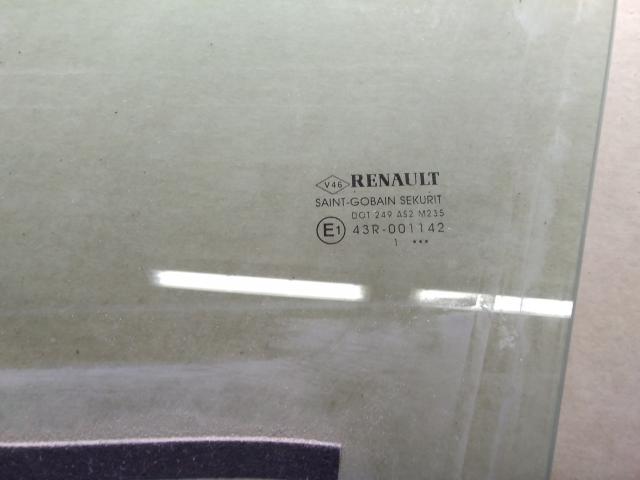 V46 RENAULT
SAINT-GOBAIN SEKURIT
DOT 249 AS2 M235
E1 43R-001142
1 ***